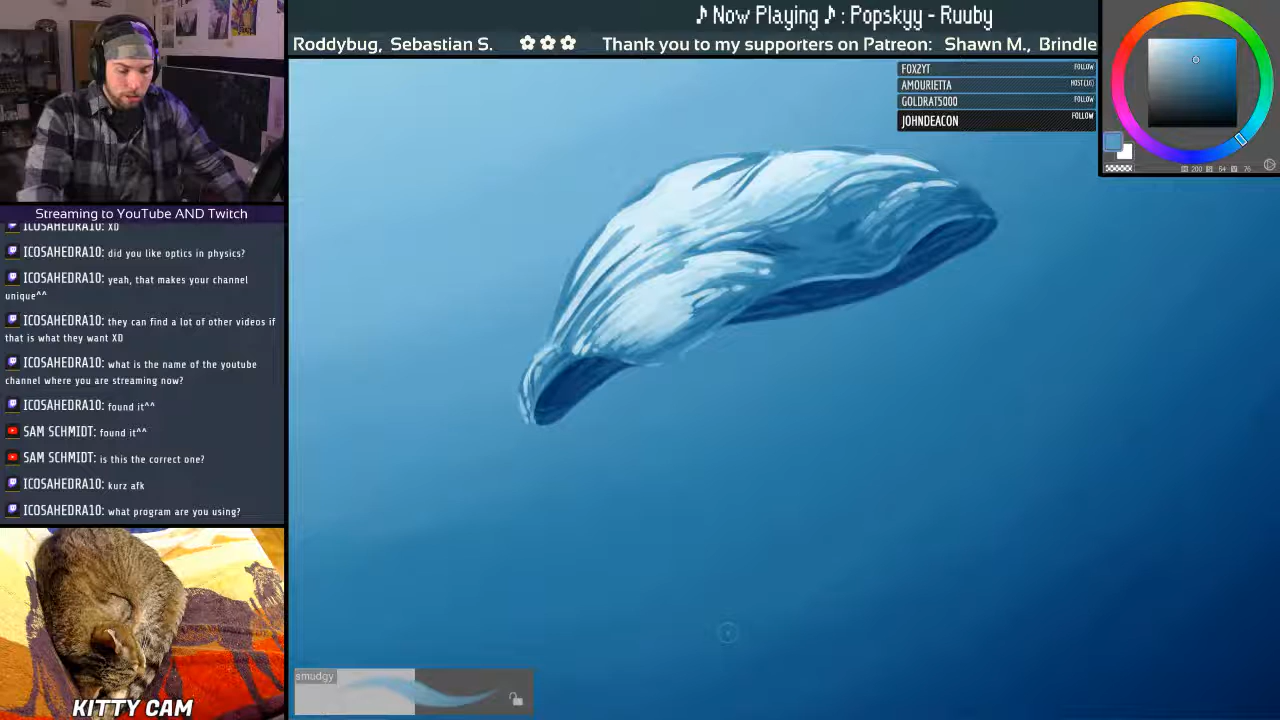 ♪ Now Playing ♪ : Popskyy - Ruuby
Roddybug, Sebastian S. ✿ ✿ ✿ Thank you to my supporters on Patreon: Shawn M., Brindle
FOXZYT FOLLOW
AMOURIETTA HOST (16)
GOLDRAT5000 FOLLOW
JOHNDEACON FOLLOW
Streaming to YouTube AND Twitch
ICOSAHEDRA10: XD
ICOSAHEDRA10: did you like optics in physics?
ICOSAHEDRA10: yeah, that makes your channel
unique^^
ICOSAHEDRA10: they can find a lot of other videos if
that is what they want XD
ICOSAHEDRA10: what is the name of the youtube
channel where you are streaming now?
ICOSAHEDRA10: found it^^
SAM SCHMIDT: found it^^
SAM SCHMIDT: is this the correct one?
ICOSAHEDRA10: kurz afk
ICOSAHEDRA10: what program are you using?
smudgy
KITTY CAM